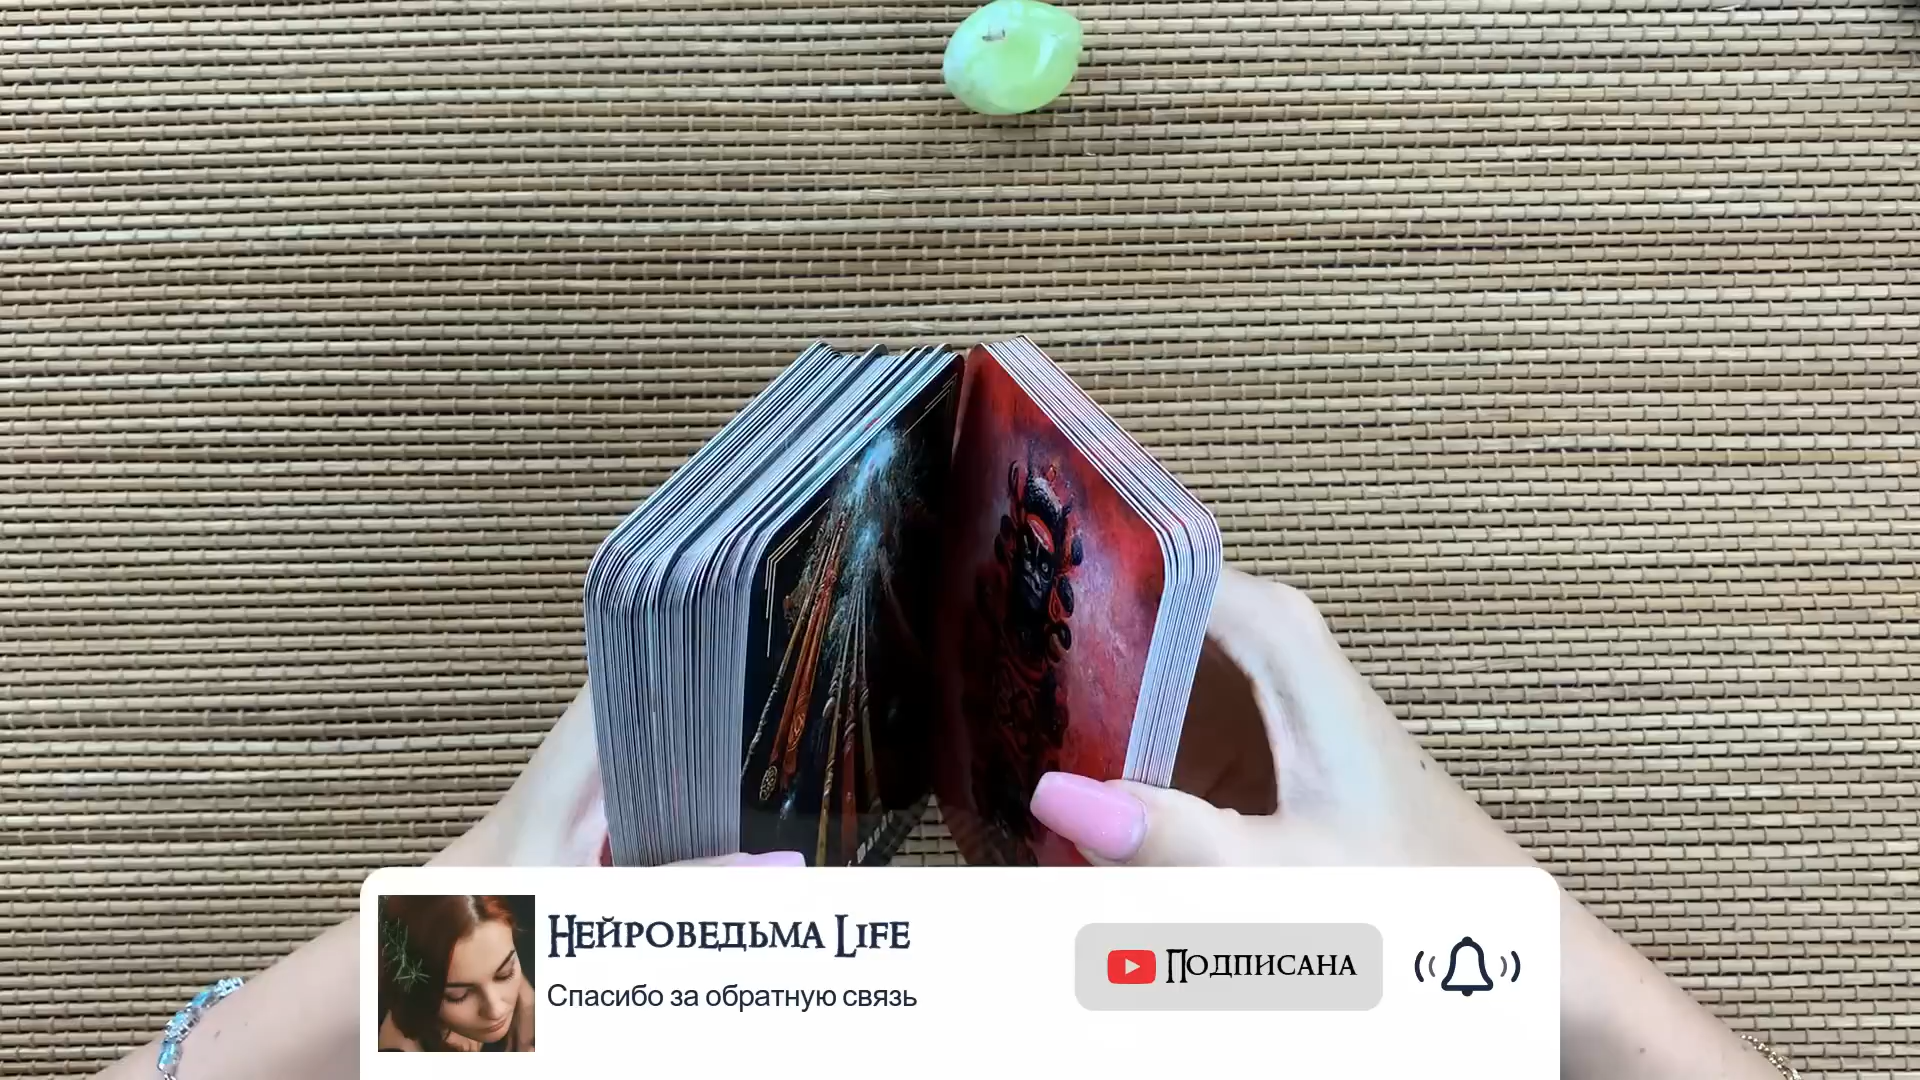 Нейроведьма Life
Спасибо за обратную связь
Подписана